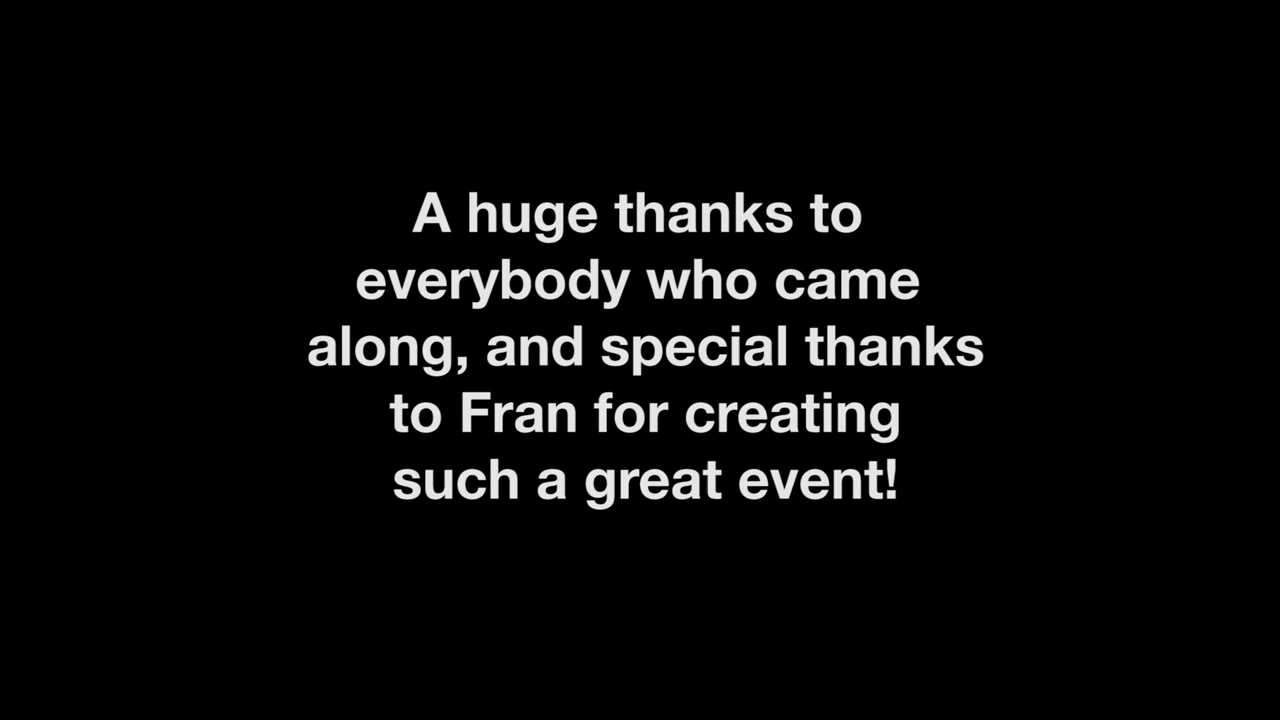 A huge thanks to
everybody who came
along, and special thanks
to Fran for creating
such a great event!